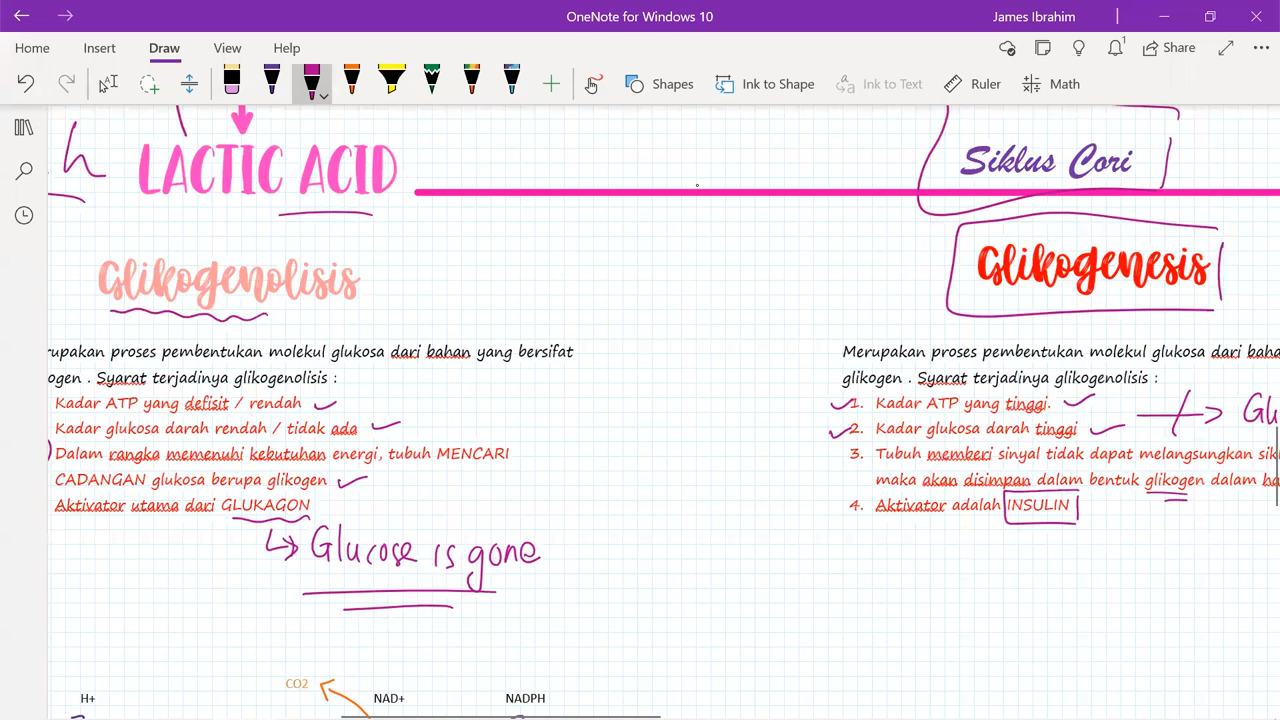 OneNote for Windows 10
James Ibrahim
Home Insert Draw View Help
1 Share
Shapes Ink to Shape Ink to Text Ruler Math
h LACTIC ACID
Siklus Cori
Glikogenolisis
rupakan proses pembentukan molekul glukosa dari bahan yang bersifat
ogen . Syarat terjadinya glikogenolisis :
Kadar ATP yang defisit / rendah
Kadar glukosa darah rendah / tidak ada
Dalam rangka memenuhi kebutuhan energi, tubuh MENCARI
CADANGAN glukosa berupa glikogen
Aktivator utama dari GLUKAGON
Glucose is gone
Glikogenesis
Merupakan proses pembentukan molekul glukosa dari baha
glikogen . Syarat terjadinya glikogenolisis :
1. Kadar ATP yang tinggi.
2. Kadar glukosa darah tinggi
3. Tubuh memberi sinyal tidak dapat melangsungkan sik
maka akan disimpan dalam bentuk glikogen dalam ha
4. Aktivator adalah INSULIN
Glu
CO2
H+ NAD+ NADPH